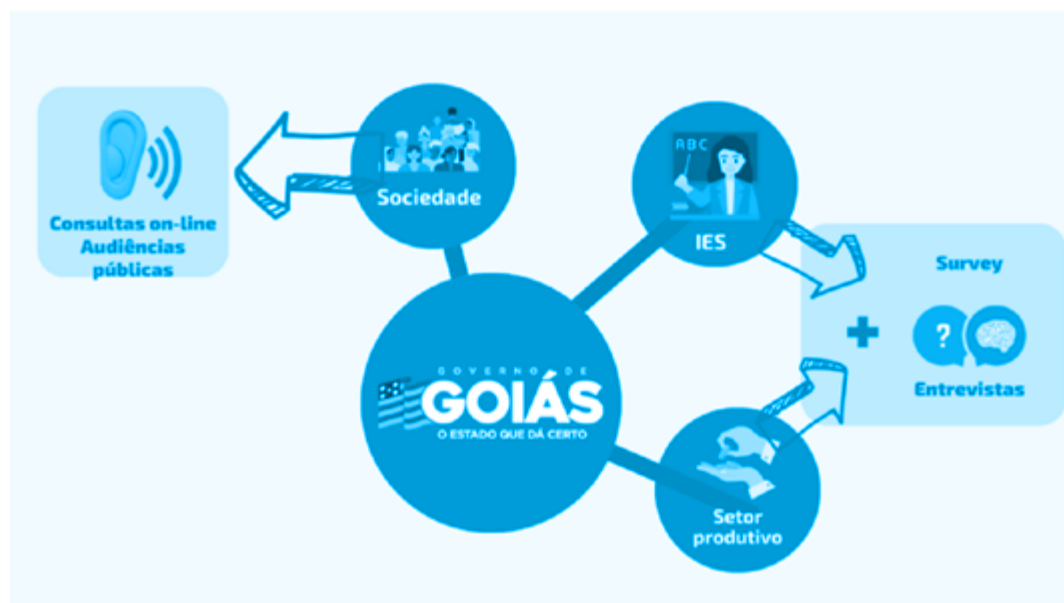 Consultas on-line
Audiências
públicas
Sociedade
ABC
IES
Survey
?
Entrevistas
GOVERNO DE
GOIÁS
O ESTADO QUE DÁ CERTO
Setor
produtivo